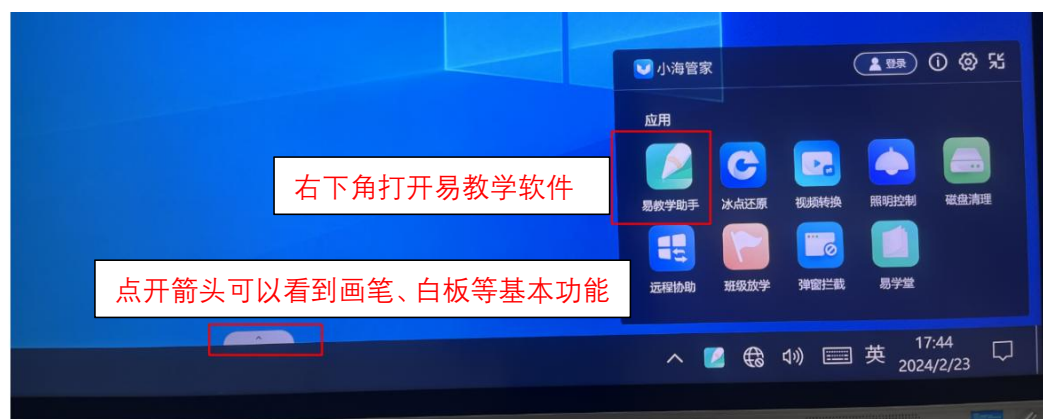 小海管家
登录
应用
易教学助手 冰点还原 视频转换 照明控制 磁盘清理
右下角打开易教学软件
远程协助 班级放学 弹窗拦截 易学堂
点开箭头可以看到画笔、白板等基本功能
英
17:44
2024/2/23